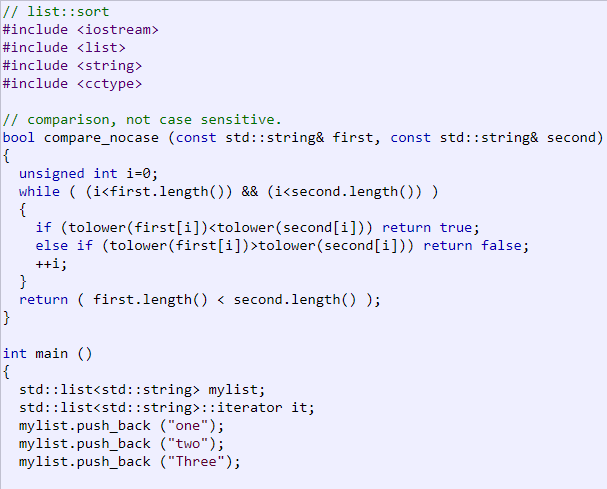 // list::sort
#include <iostream>
#include <list>
#include <string>
#include <cctype>

// comparison, not case sensitive.
bool compare_nocase (const std::string& first, const std::string& second)
{
  unsigned int i=0;
  while ( (i<first.length()) && (i<second.length()) )
  {
    if (tolower(first[i])<tolower(second[i])) return true;
    else if (tolower(first[i])>tolower(second[i])) return false;
    ++i;
  }
  return ( first.length() < second.length() );
}

int main ()
{
  std::list<std::string> mylist;
  std::list<std::string>::iterator it;
  mylist.push_back ("one");
  mylist.push_back ("two");
  mylist.push_back ("Three");